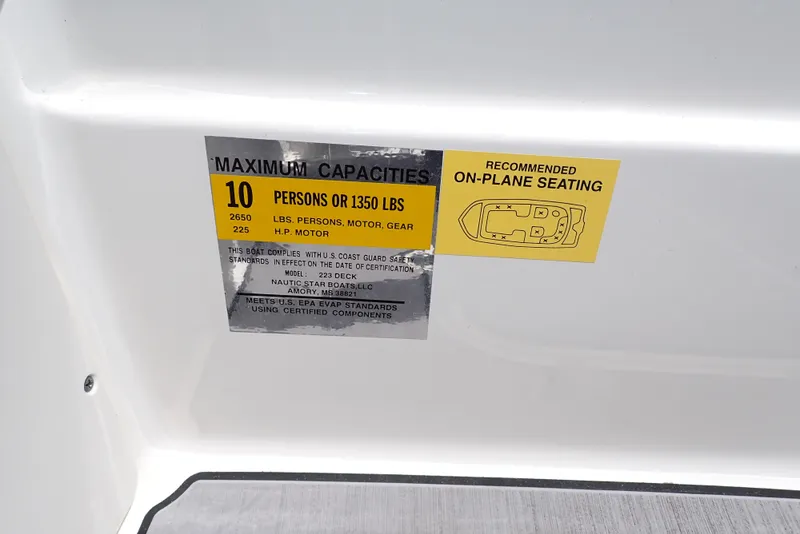 MAXIMUM CAPACITIES
10 PERSONS OR 1350 LBS
2650 LBS. PERSONS, MOTOR, GEAR
225 H.P. MOTOR
THIS BOAT COMPLIES WITH U.S. COAST GUARD SAFETY
STANDARDS IN EFFECT ON THE DATE OF CERTIFICATION
MODEL: 223 DECK
NAUTIC STAR BOATS,LLC
AMORY, MS 38821
MEETS U.S. EPA EVAP STANDARDS
USING CERTIFIED COMPONENTS
RECOMMENDED
ON-PLANE SEATING